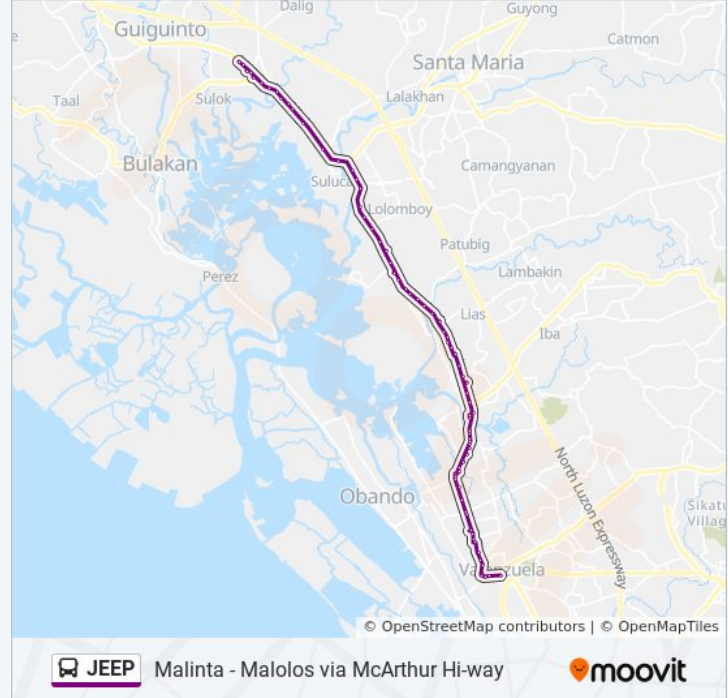 Dalig
Guyong
Guiguinto
Catmon
Santa Maria
Taal
Sulok
Lalakhan
Bulakan
Camangyanan
Suluca
Lolomboy
Patubig
Perez
Lambakin
Lias
Iba
North Luzon Expressway
Obando
Sikatu
Villag
© OpenStreetMap contributors | © OpenMapTiles
JEEP Malinta - Malolos via McArthur Hi-way moovit